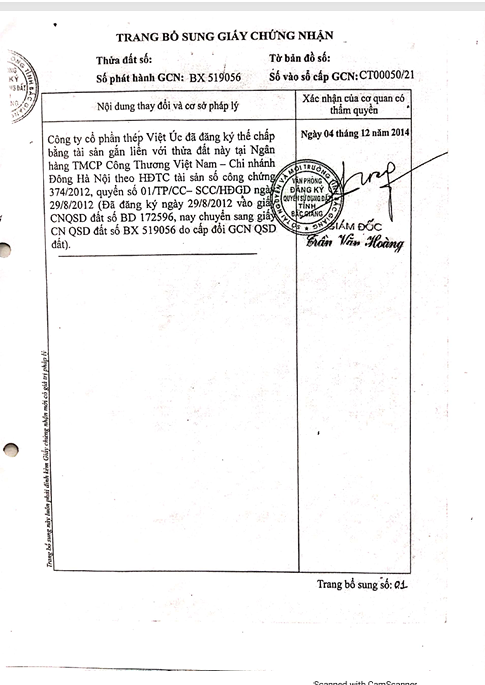 TRANG BỔ SUNG GIẤY CHỨNG NHẬN
Thửa đất số: Tờ bản đồ số:
Số phát hành GCN: BX 519056 Số vào sổ cấp GCN: CT00050/21
Nội dung thay đổi và cơ sở pháp lý
Xác nhận của cơ quan có
thẩm quyền
Công ty cổ phần thép Việt Úc đã đăng ký thế chấp
bằng tài sản gắn liền với thửa đất này tại Ngân
hàng TMCP Công Thương Việt Nam – Chi nhánh
Đông Hà Nội theo HĐTC tài sản số công chứng
374/2012, quyển số 01/TP/CC– SCC/HĐGD ngày
29/8/2012 (Đã đăng ký ngày 29/8/2012 vào giấy
CNQSD đất số BD 172596, nay chuyển sang giấy
CN QSD đất số BX 519056 do cấp đổi GCN QSD
đất).
Ngày 04 tháng 12 năm 2014
VĂN PHÒNG
ĐĂNG KÝ
QUYỀN SỬ DỤNG ĐẤT
TỈNH
BẮC GIANG
GIÁM ĐỐC
Trần Văn Hoàng
Trang bổ sung này luôn phải đính kèm Giấy chứng nhận mới có giá trị pháp lý
Trang bổ sung số: 01
Scanned with CamScanner